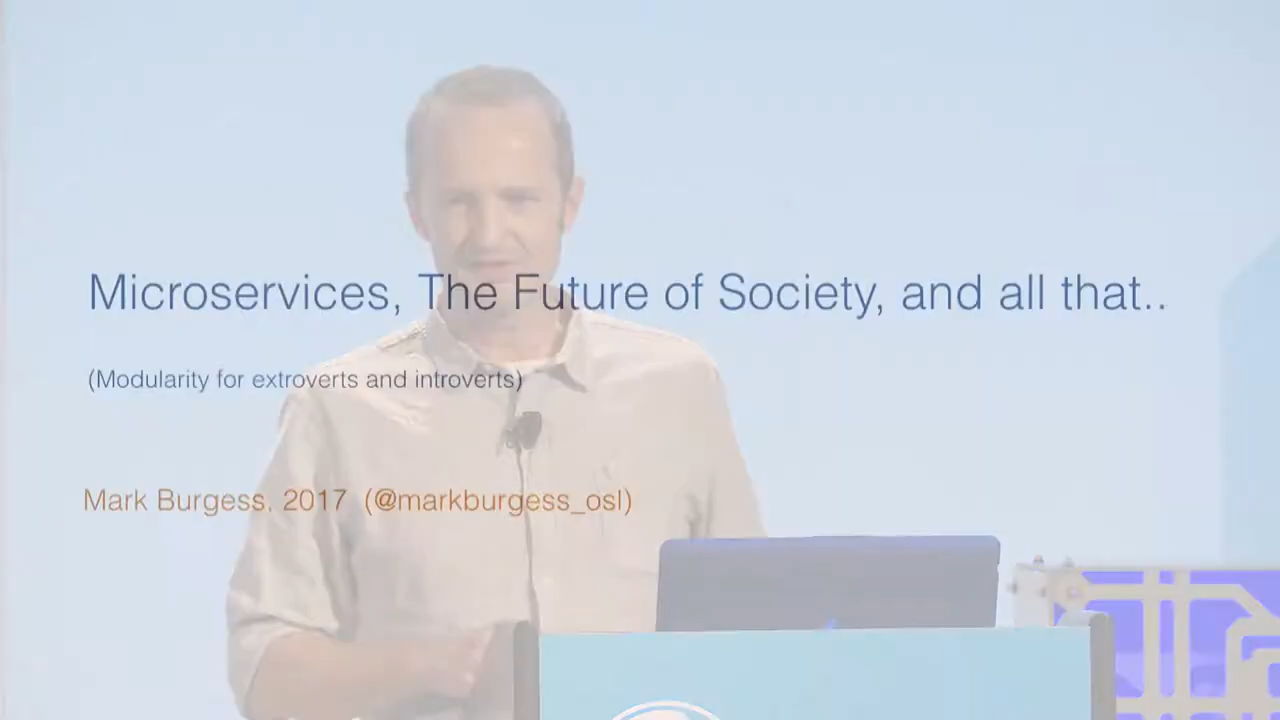 Microservices, The Future of Society, and all that..
(Modularity for extroverts and introverts)
Mark Burgess, 2017 (@markburgess_osl)